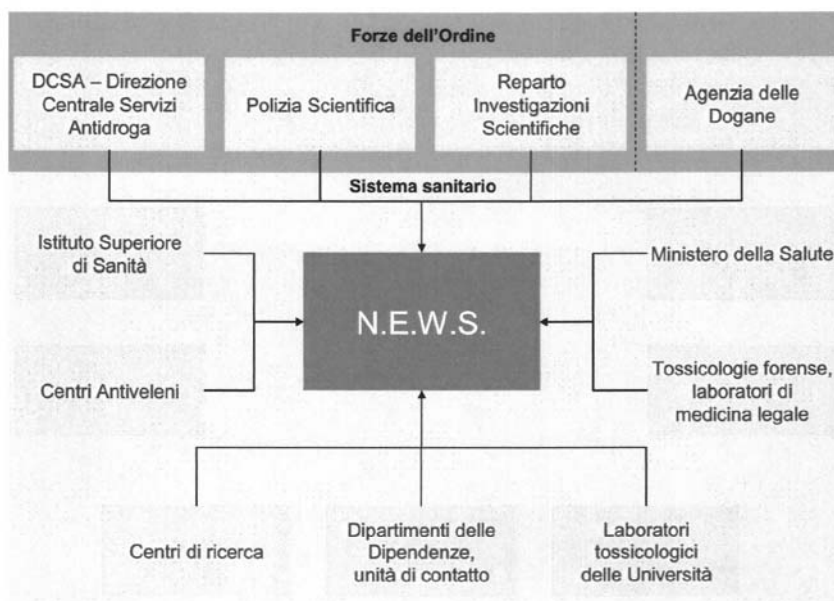 Forze dell'Ordine
DCSA – Direzione
Centrale Servizi
Antidroga
Polizia Scientifica
Reparto
Investigazioni
Scientifiche
Agenzia delle
Dogane
Sistema sanitario
Istituto Superiore
di Sanità
Ministero della Salute
N.E.W.S.
Centri Antiveleni
Tossicologie forense,
laboratori di
medicina legale
Centri di ricerca
Dipartimenti delle
Dipendenze,
unità di contatto
Laboratori
tossicologici
delle Università